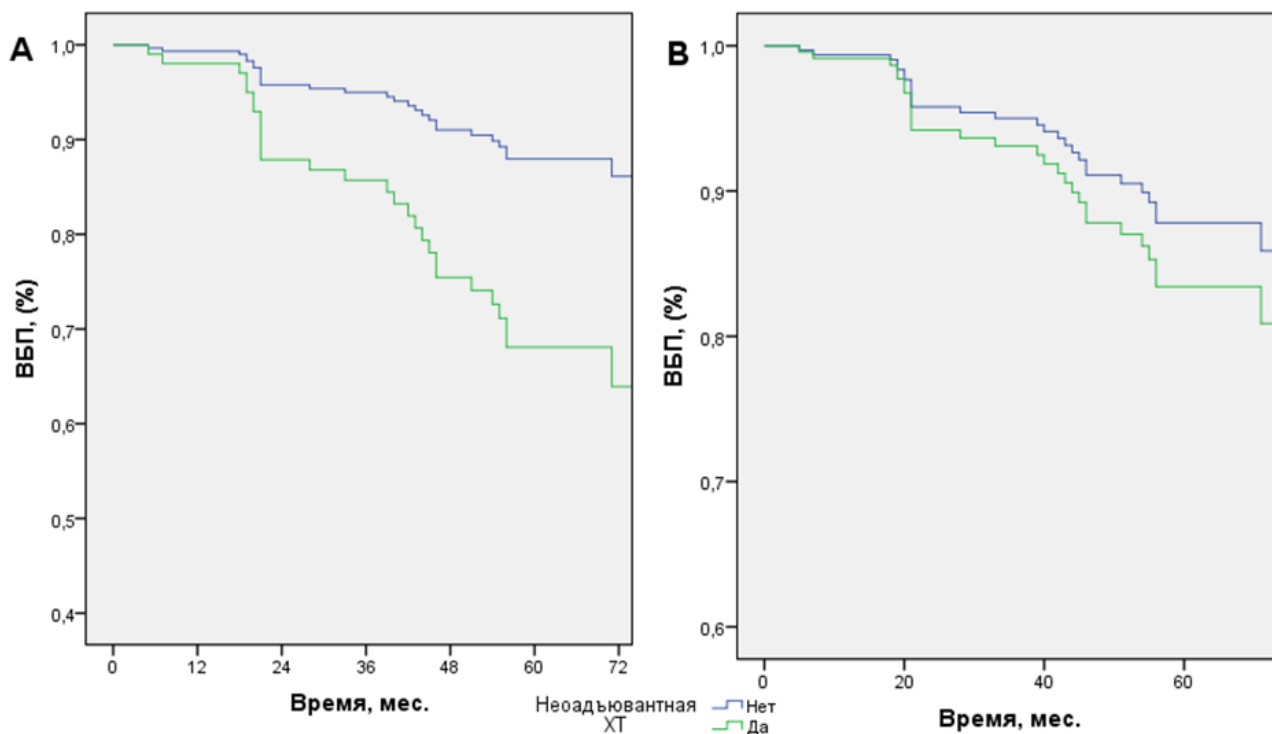 A
1,0
0,9
0,8
0,7
0,6
0,5
0,4
ВБП, (%)
0 12 24 36 48 60 72
Время, мес.
B
1,0
0,9
0,8
0,7
0,6
ВБП, (%)
0 20 40 60
Время, мес.
Неоадъювантная
ХТ
Нет
Да